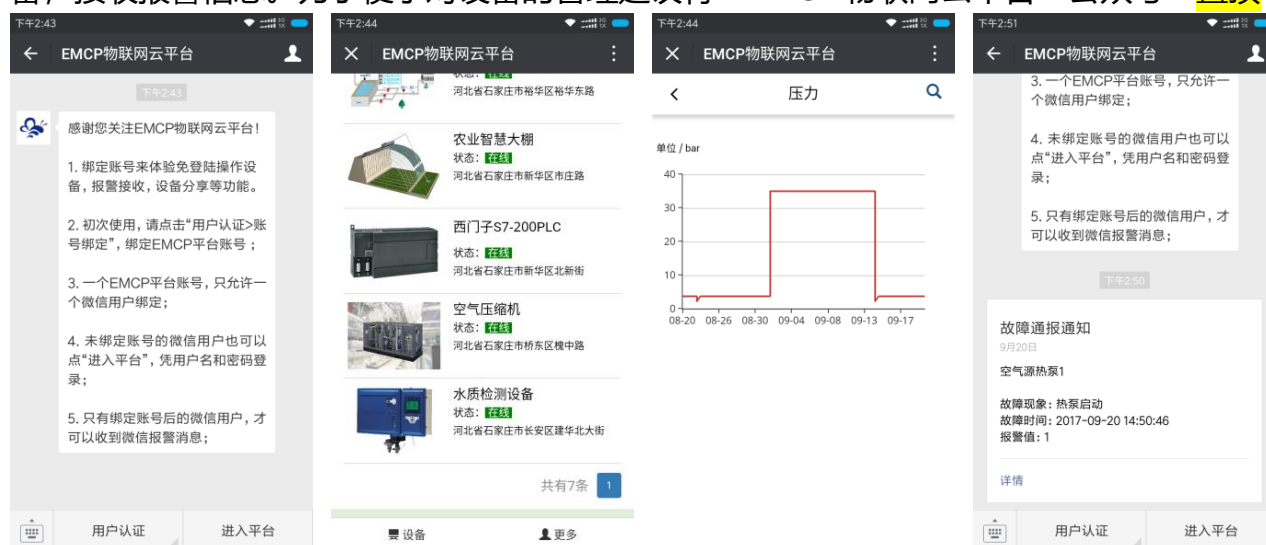 下午2:43
EMCP物联网云平台
下午2:43
感谢您关注EMCP物联网云平台!
1. 绑定账号来体验免登陆操作设
备,报警接收,设备分享等功能。
2. 初次使用,请点击“用户认证>账
号绑定”,绑定EMCP平台账号;
3. 一个EMCP平台账号,只允许一
个微信用户绑定;
4. 未绑定账号的微信用户也可以
点“进入平台”,凭用户名和密码登
录;
5. 只有绑定账号后的微信用户,才
可以收到微信报警消息;
用户认证
进入平台
下午2:44
EMCP物联网云平台
河北省石家庄市裕华区裕华东路
农业智慧大棚
状态: 在线
河北省石家庄市新华区市庄路
西门子S7-200PLC
状态: 在线
河北省石家庄市新华区北新街
空气压缩机
状态: 在线
河北省石家庄市桥东区槐中路
水质检测设备
状态: 在线
河北省石家庄市长安区建华北大街
共有7条 1
设备
更多
下午2:44
EMCP物联网云平台
压力
单位 / bar
40
30
20
10
0
08-20 08-26 08-30 09-04 09-08 09-13 09-17
下午2:51
EMCP物联网云平台
3. 一个EMCP平台账号,只允许一
个微信用户绑定;
4. 未绑定账号的微信用户也可以
点“进入平台”,凭用户名和密码登
录;
5. 只有绑定账号后的微信用户,才
可以收到微信报警消息;
下午2:50
故障通报通知
9月20日
空气源热泵1
故障现象: 热泵启动
故障时间: 2017-09-20 14:50:46
报警值: 1
详情
用户认证
进入平台